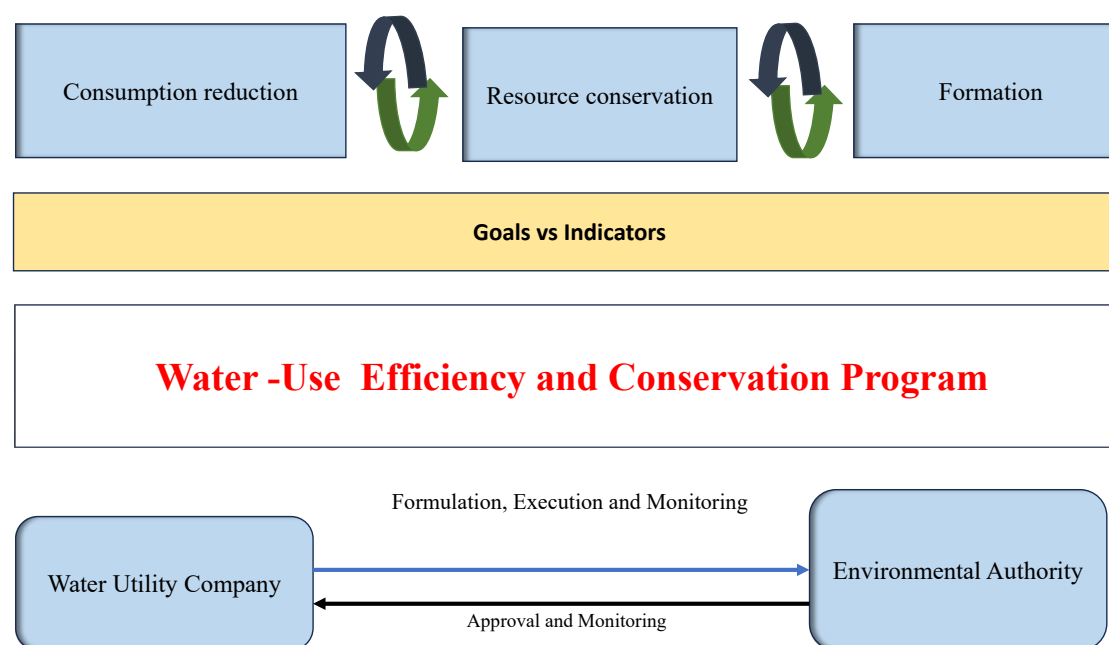 Consumption reduction
Resource conservation
Formation
Goals vs Indicators
Water -Use Efficiency and Conservation Program
Formulation, Execution and Monitoring
Water Utility Company
Environmental Authority
Approval and Monitoring